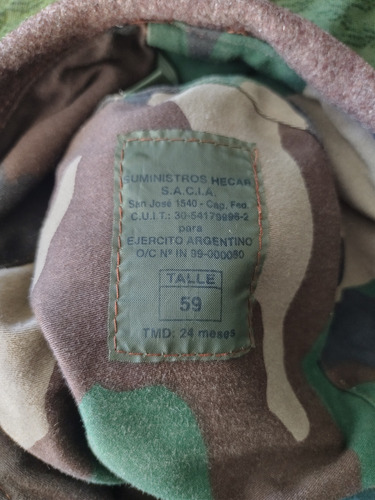 SUMINISTROS HECAR
S.A.C.I.A.
San José 1540 - Cap. Fed.
C.U.I.T.: 30-54179896-2
para
EJERCITO ARGENTINO
O/C Nº IN 99-000080
TALLE
59
TMD: 24 meses